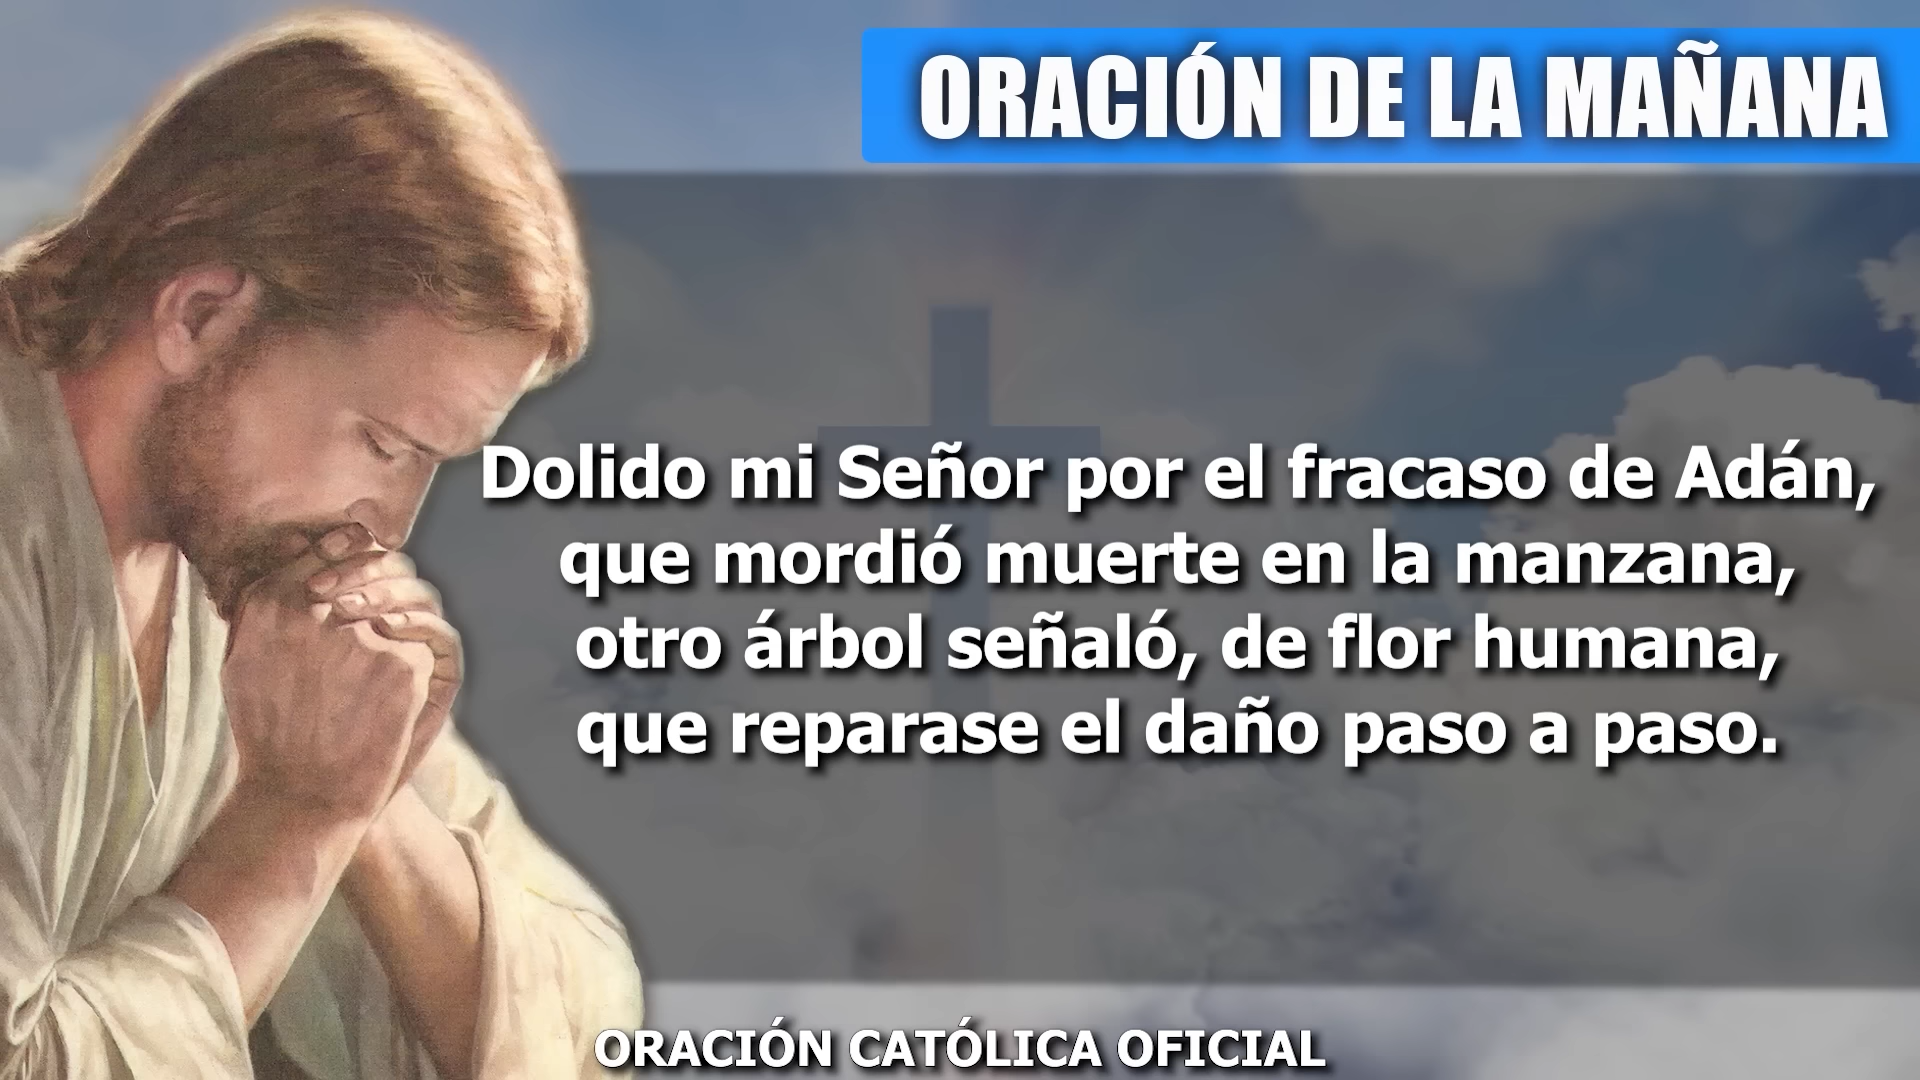 ORACIÓN DE LA MAÑANA
Dolido mi Señor por el fracaso de Adán,
que mordió muerte en la manzana,
otro árbol señaló, de flor humana,
que reparase el daño paso a paso.
ORACIÓN CATÓLICA OFICIAL